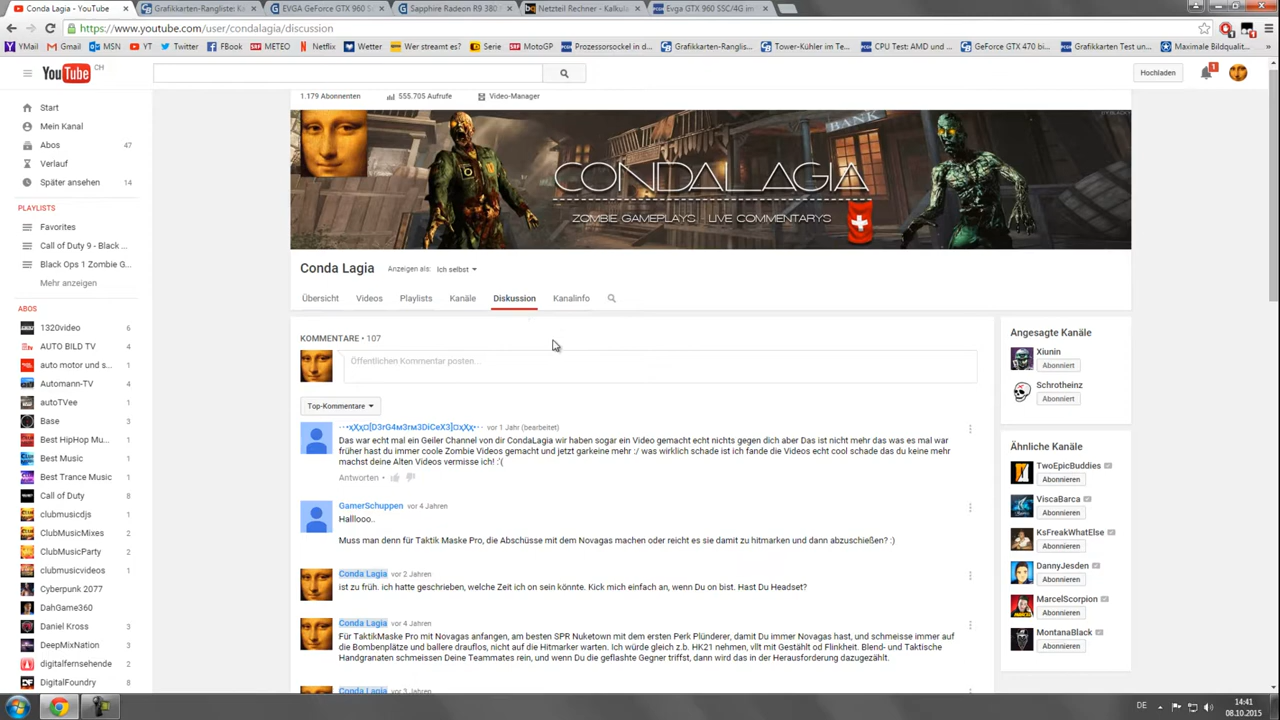 Conda Lagia - YouTube
Grafikkarten-Rangliste: K
EVGA GeForce GTX 960 S
Sapphire Radeon R9 380
Netzteil Rechner - Kalkula
Evga GTX 960 SSC/4G im
https://www.youtube.com/user/condalagia/discussion
YMail
Gmail
MSN
YT
Twitter
FBook
METEO
Netflix
Wetter
Wer streamt es?
Serie
MotoGP
Prozessorsockel in d...
Grafikkarten-Ranglis...
Tower-Kühler im Te...
CPU Test: AMD und ...
GeForce GTX 470 bi...
Grafikkarten Test un...
Maximale Bildqualit...
YouTube CH
Hochladen
1
1.179 Abonnenten
555.705 Aufrufe
Video-Manager
Start
Mein Kanal
Abos 47
Verlauf
Später ansehen 14
PLAYLISTS
Favorites
Call of Duty 9 - Black ...
Black Ops 1 Zombie G...
Mehr anzeigen
ABOS
1320video 6
AUTO BILD TV 1
auto motor und s... 1
Automann-TV 4
autoTVee 1
Base 2
Best HipHop Mu... 1
Best Music 1
Best Trance Music 1
Call of Duty 8
clubmusicdjs 1
ClubMusicMixes 2
ClubMusicParty 2
clubmusicvideos 1
Cyberpunk 2077
DahGame360
Daniel Kross 3
DeepMixNation 3
digitalfernsehende 2
DigitalFoundry 8
BANK
CONDALAGIA
ZOMBIE GAMEPLAYS - LIVE COMMENTARYS
Conda Lagia
Anzeigen als: Ich selbst
Übersicht
Videos
Playlists
Kanäle
Diskussion
Kanalinfo
KOMMENTARE • 107
Öffentlichen Kommentar posten...
Top-Kommentare
vor 1 Jahr (bearbeitet)
Das war echt mal ein Geiler Channel von dir CondaLagia wir haben sogar ein Video gemacht echt nichts gegen dich aber Das ist nicht mehr das was es mal war
früher hast du immer coole Zombie Videos gemacht und jetzt garkeine mehr :/ was wirklich schade ist ich fande die Videos echt cool schade das du keine mehr
machst deine Alten Videos vermisse ich! :'(
Antworten •
GamerSchuppen vor 4 Jahren
Halllooo..
Muss man denn für Taktik Maske Pro, die Abschüsse mit dem Novagas machen oder reicht es sie damit zu hitmarken und dann abzuschießen? :)
Conda Lagia vor 2 Jahren
ist zu früh. ich hatte geschrieben, welche Zeit ich on sein könnte. Kick mich einfach an, wenn Du on bist. Hast Du Headset?
Conda Lagia vor 4 Jahren
Für TaktikMaske Pro mit Novagas anfangen, am besten SPR Nuketown mit dem ersten Perk Plünderer, damit Du immer Novagas hast, und schmeisse immer auf
die Bombenplätze und ballere drauflos, nicht auf die Hitmarker warten. Ich würde gleich z.b. HK21 nehmen, vllt mit Gestählt od Flinkheit. Blend- und Taktische
Handgranaten schmeissen Deine Teammates rein, und wenn Du die geflashte Gegner triffst, dann wird das in der Herausforderung dazugezählt.
Conda Lagia vor 3 Jahren
Angesagte Kanäle
Xiunin
Abonniert
Schrotheinz
Abonniert
Ähnliche Kanäle
TwoEpicBuddies
Abonnieren
ViscaBarca
Abonnieren
KsFreakWhatElse
Abonnieren
DannyJesden
Abonnieren
MarcelScorpion
Abonnieren
MontanaBlack
Abonnieren
DE
14:41
08.10.2015